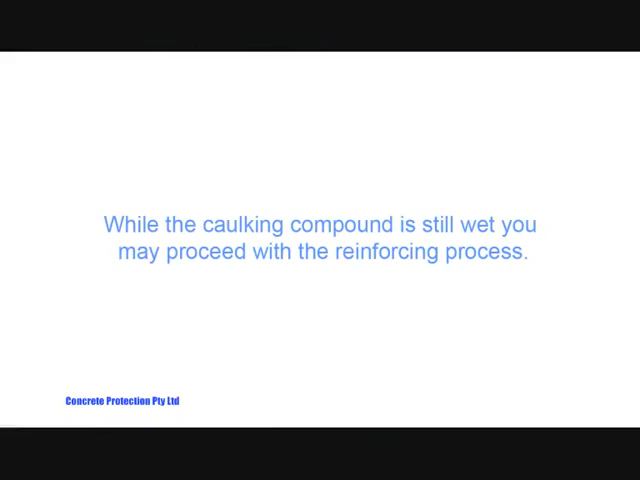 While the caulking compound is still wet you
may proceed with the reinforcing process.
Concrete Protection Pty Ltd